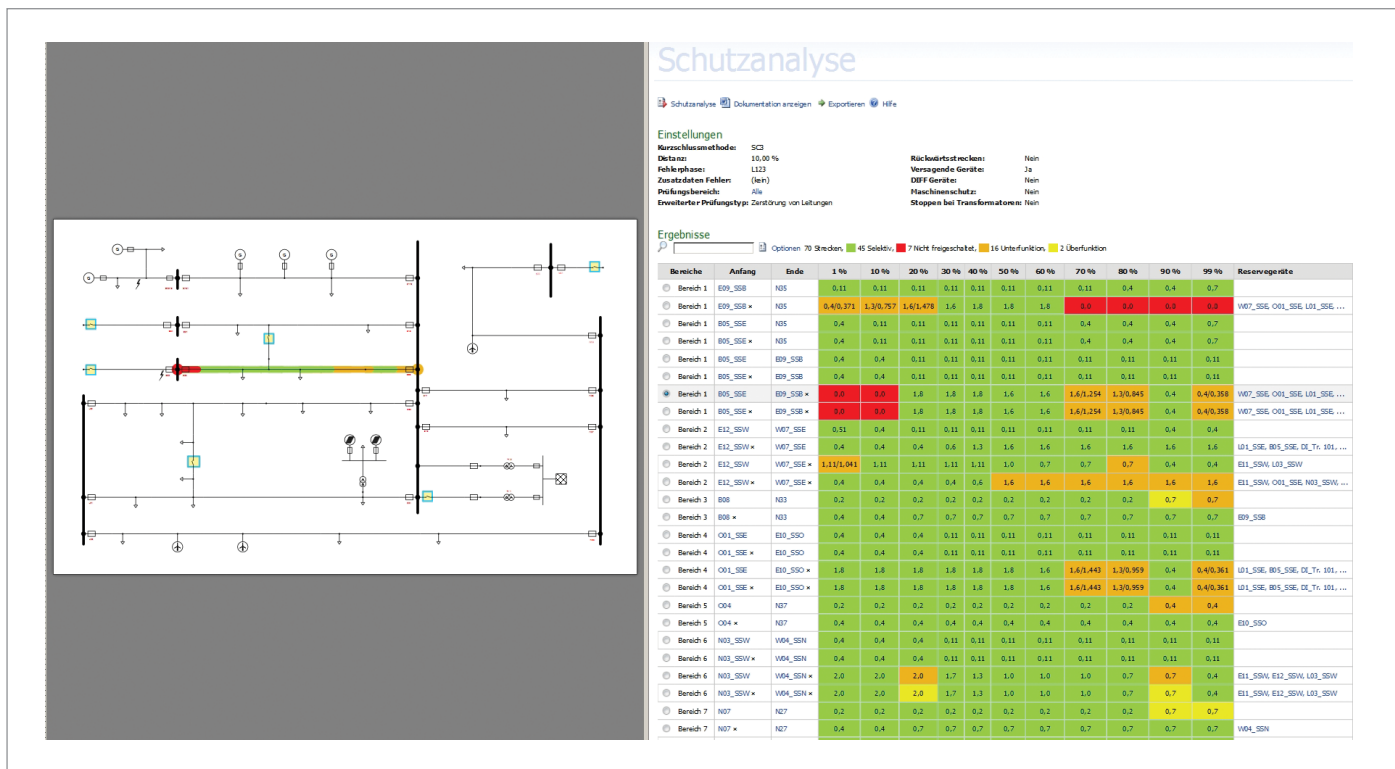 Schutzanalyse
Schutzanalyse Dokumentation anzeigen Exportieren Hilfe
Einstellungen
Kurzschlussmethode: SC3
Distanz: 10,00 % Rückwärtsstrecken: Nein
Fehlerphase: L123 Versagende Geräte: Ja
Zusatzdaten Fehler: (kein) DIFF Geräte: Nein
Prüfungsbereich: Alle Maschinenschutz: Nein
Erweiterter Prüfungstyp: Zerstörung von Leitungen Stoppen bei Transformatoren: Nein
Ergebnisse
Optionen 70 Strecken, 45 Selektiv, 7 Nicht freigeschaltet, 16 Unterfunktion, 2 Überfunktion
Bereiche Anfang Ende 1 % 10 % 20 % 30 % 40 % 50 % 60 % 70 % 80 % 90 % 99 % Reservegeräte
Bereich 1 E09_SSB N35 0,11 0,11 0,11 0,11 0,11 0,11 0,11 0,11 0,4 0,4 0,7
Bereich 1 E09_SSB × N35 0,4/0,371 1,3/0,757 1,6/1,478 1,6 1,8 1,8 1,8 0,0 0,0 0,0 0,0 W07_SSE, O01_SSE, L01_SSE, ...
Bereich 1 B05_SSE N35 0,4 0,11 0,11 0,11 0,11 0,11 0,11 0,4 0,4 0,4 0,7
Bereich 1 B05_SSE × N35 0,4 0,11 0,11 0,11 0,11 0,11 0,11 0,4 0,4 0,4 0,7
Bereich 1 B05_SSE E09_SSB 0,4 0,4 0,11 0,11 0,11 0,11 0,11 0,11 0,11 0,11 0,11
Bereich 1 B05_SSE × E09_SSB 0,4 0,4 0,11 0,11 0,11 0,11 0,11 0,11 0,11 0,11 0,11
Bereich 1 B05_SSE E09_SSB × 0,0 0,0 1,8 1,8 1,8 1,6 1,6 1,6/1,254 1,3/0,845 0,4 0,4/0,358 W07_SSE, O01_SSE, L01_SSE, ...
Bereich 1 B05_SSE × E09_SSB × 0,0 0,0 1,8 1,8 1,8 1,6 1,6 1,6/1,254 1,3/0,845 0,4 0,4/0,358 W07_SSE, O01_SSE, L01_SSE, ...
Bereich 2 E12_SSW W07_SSE 0,51 0,4 0,11 0,11 0,11 0,11 0,11 0,11 0,11 0,4 0,4
Bereich 2 E12_SSW × W07_SSE 0,4 0,4 0,4 0,6 1,3 1,6 1,6 1,6 1,6 1,6 1,6 L01_SSE, B05_SSE, DI_Tr. 101, ...
Bereich 2 E12_SSW W07_SSE × 1,11/1,041 1,11 1,11 1,11 1,11 1,0 0,7 0,7 0,7 0,4 0,4 E11_SSW, L03_SSW
Bereich 2 E12_SSW × W07_SSE × 0,4 0,4 0,4 0,4 0,6 1,6 1,6 1,6 1,6 1,6 1,6 E11_SSW, O01_SSE, N03_SSW, ...
Bereich 3 B08 N33 0,2 0,2 0,2 0,2 0,2 0,2 0,2 0,2 0,2 0,7 0,7
Bereich 3 B08 × N33 0,4 0,4 0,7 0,7 0,7 0,7 0,7 0,7 0,7 0,7 0,7 E09_SSB
Bereich 4 O01_SSE E10_SSO 0,4 0,4 0,4 0,11 0,11 0,11 0,11 0,11 0,11 0,11 0,11
Bereich 4 O01_SSE × E10_SSO 0,4 0,4 0,4 0,11 0,11 0,11 0,11 0,11 0,11 0,11 0,11
Bereich 4 O01_SSE E10_SSO × 1,8 1,8 1,8 1,8 1,8 1,8 1,6 1,6/1,443 1,3/0,959 0,4 0,4/0,361 L01_SSE, B05_SSE, DI_Tr. 101, ...
Bereich 4 O01_SSE × E10_SSO × 1,8 1,8 1,8 1,8 1,8 1,8 1,6 1,6/1,443 1,3/0,959 0,4 0,4/0,361 L01_SSE, B05_SSE, DI_Tr. 101, ...
Bereich 5 O04 N37 0,2 0,2 0,2 0,2 0,2 0,2 0,2 0,2 0,2 0,4 0,4
Bereich 5 O04 × N37 0,4 0,4 0,4 0,4 0,4 0,4 0,4 0,4 0,4 0,4 0,4 E10_SSO
Bereich 6 N03_SSW W04_SSN 0,4 0,4 0,4 0,11 0,11 0,11 0,11 0,11 0,11 0,11 0,11
Bereich 6 N03_SSW × W04_SSN 0,4 0,4 0,4 0,11 0,11 0,11 0,11 0,11 0,11 0,11 0,11
Bereich 6 N03_SSW W04_SSN × 2,0 2,0 2,0 1,7 1,3 1,0 1,0 1,0 0,7 0,7 0,4 E11_SSW, E12_SSW, L03_SSW
Bereich 6 N03_SSW × W04_SSN × 2,0 2,0 2,0 1,7 1,3 1,0 1,0 1,0 0,7 0,7 0,4 E11_SSW, E12_SSW, L03_SSW
Bereich 7 N07 N27 0,2 0,2 0,2 0,2 0,2 0,2 0,2 0,2 0,2 0,7 0,7
Bereich 7 N07 × N27 0,4 0,4 0,7 0,7 0,7 0,7 0,7 0,7 0,7 0,7 0,7 W04_SSN